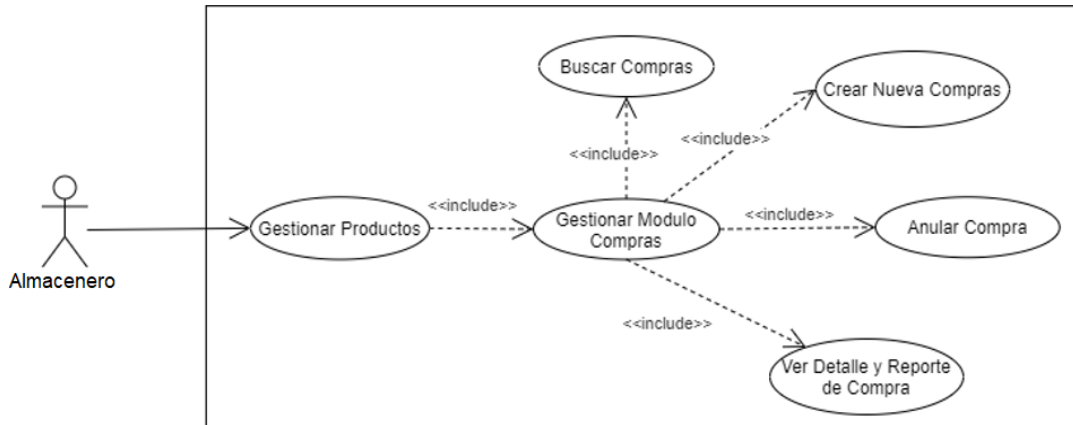 Buscar Compras
Crear Nueva Compras
<<include>>
<<include>>
Almacenero
Gestionar Productos
<<include>>
Gestionar Modulo
Compras
<<include>>
Anular Compra
<<include>>
Ver Detalle y Reporte
de Compra